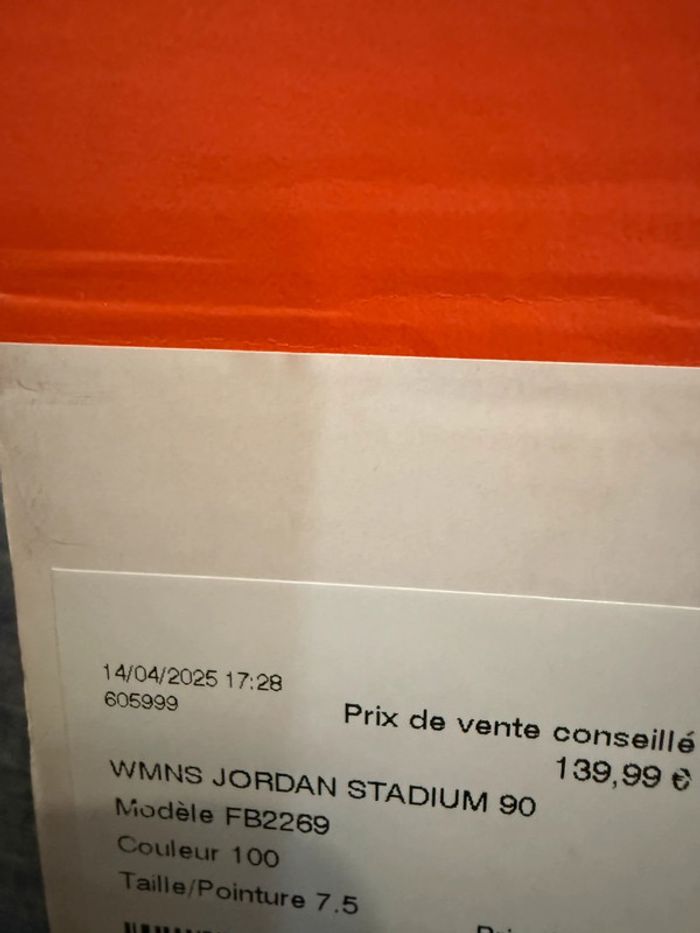 14/04/2025 17:28
605999
Prix de vente conseillé
139,99 €
WMNS JORDAN STADIUM 90
Modèle FB2269
Couleur 100
Taille/Pointure 7.5